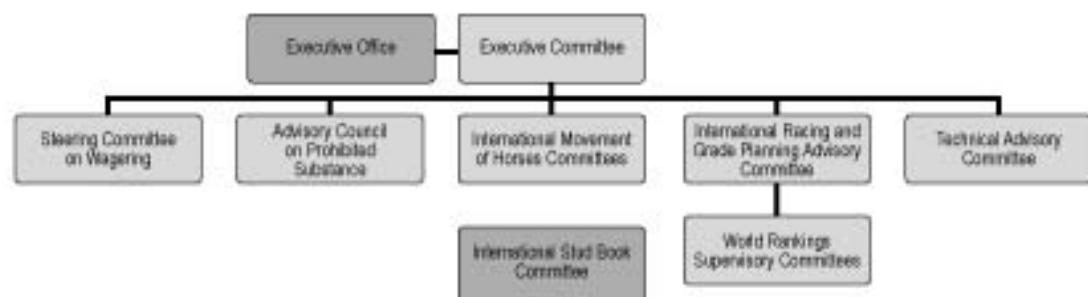 Executive Office
Executive Committee
Steering Committee
on Wagering
Advisory Council
on Prohibited
Substance
International Movement
of Horses Committees
International Racing and
Grade Planning Advisory
Committee
Technical Advisory
Committee
International Stud Book
Committee
World Rankings
Supervisory Committees